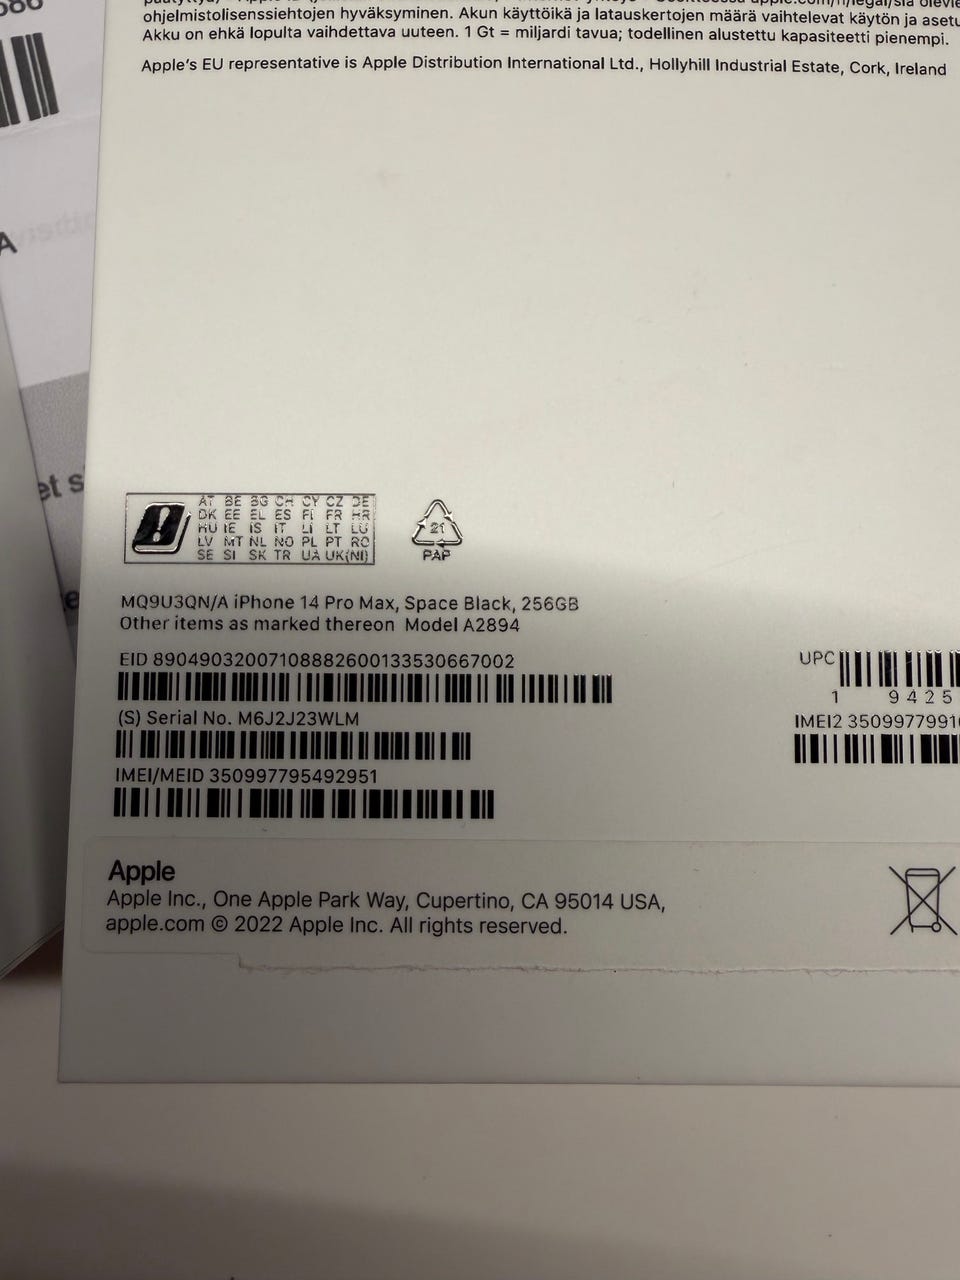 ohjelmistolisenssiehtojen hyväksyminen. Akun käyttöikä ja latauskertojen määrä vaihtelevat käytön ja
Akku on ehkä lopulta vaihdettava uuteen. 1 Gt = miljardi tavua; todellinen alustettu kapasiteetti pienempi.
Apple's EU representative is Apple Distribution International Ltd., Hollyhill Industrial Estate, Cork, Ireland
A
et s
AT BE BG CH CY CZ DE
DK EE EL ES FI FR HR
HU IE IS IT LI LT LU
LV MT NL NO PL PT RO
SE SI SK TR UA UK(NI)
21
PAP
MQ9U3QN/A iPhone 14 Pro Max, Space Black, 256GB
Other items as marked thereon Model A2894
EID 89049032007108882600133530667002
UPC
1 9425
(S) Serial No. M6J2J23WLM
IMEI2 3509977991
IMEI/MEID 350997795492951
Apple
Apple Inc., One Apple Park Way, Cupertino, CA 95014 USA,
apple.com © 2022 Apple Inc. All rights reserved.